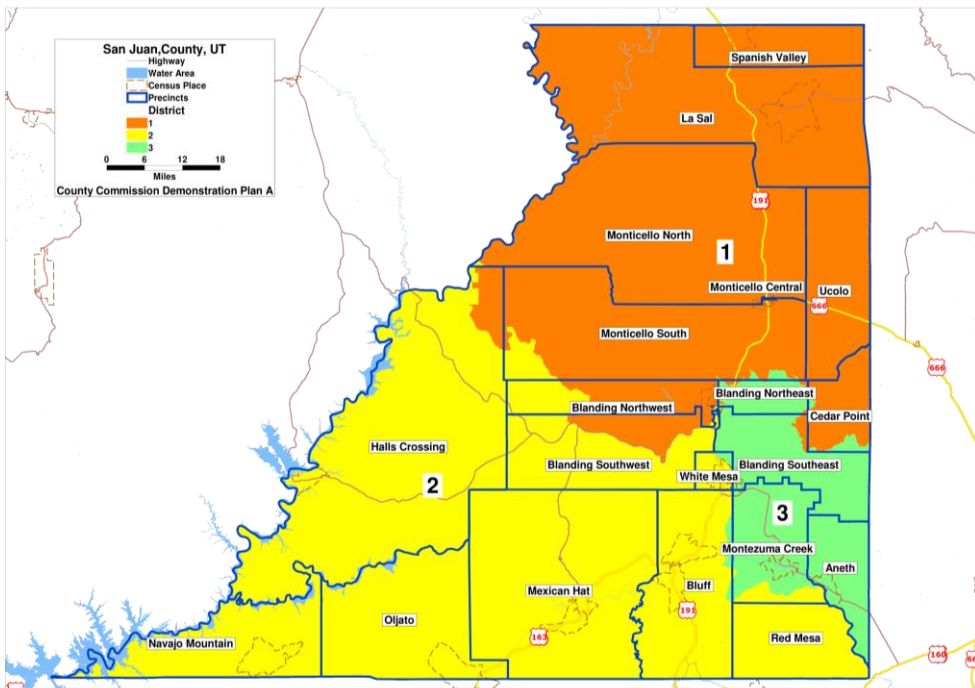 San Juan,County, UT
Highway
Water Area
Census Place
Precincts
District
1
2
3
0 6 12 18
Miles
County Commission Demonstration Plan A
Spanish Valley
La Sal
191
Monticello North
1
Monticello Central
Ucolo
666
Monticello South
666
Blanding Northeast
Blanding Northwest
Cedar Point
Halls Crossing
Blanding Southwest
Blanding Southeast
White Mesa
2
3
Montezuma Creek
Aneth
Mexican Hat
Bluff
191
Oljato
Navajo Mountain
163
Red Mesa
160